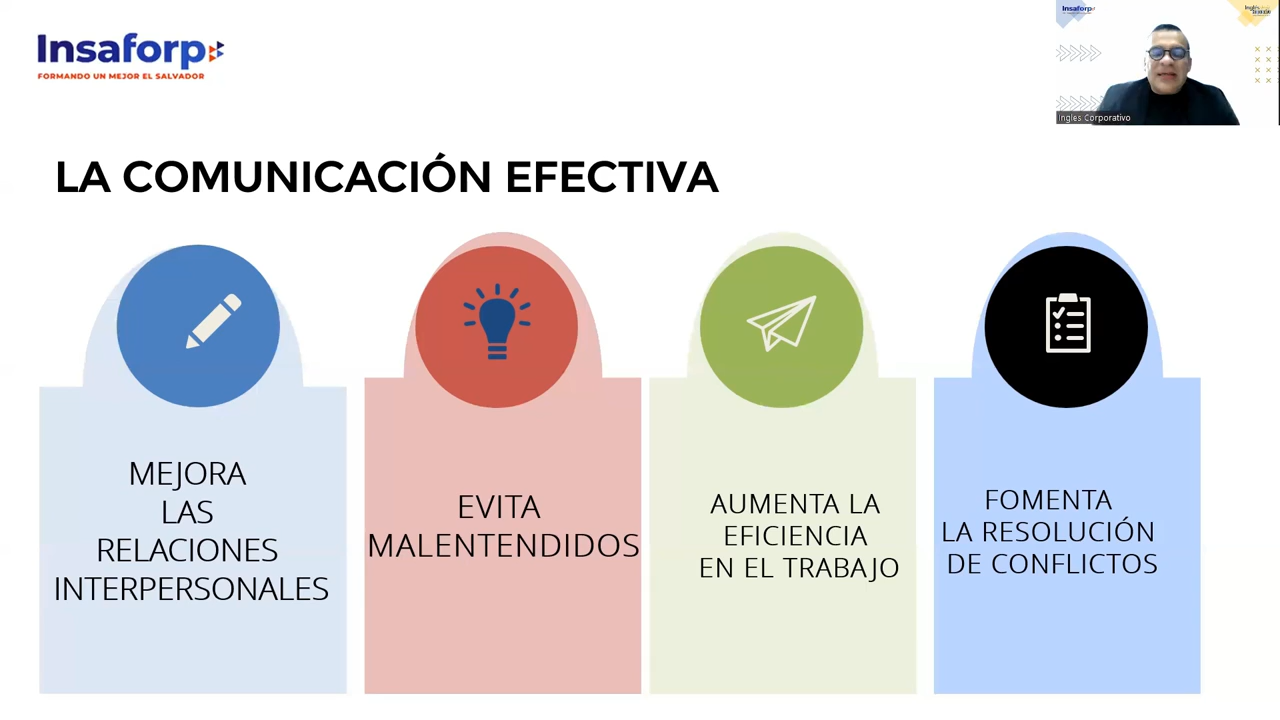 Insaforp
FORMANDO UN MEJOR EL SALVADOR
Insaforp
Ingles Corporativo
LA COMUNICACIÓN EFECTIVA
MEJORA
LAS
RELACIONES
INTERPERSONALES
EVITA
MALENTENDIDOS
AUMENTA LA
EFICIENCIA
EN EL TRABAJO
FOMENTA
LA RESOLUCIÓN
DE CONFLICTOS